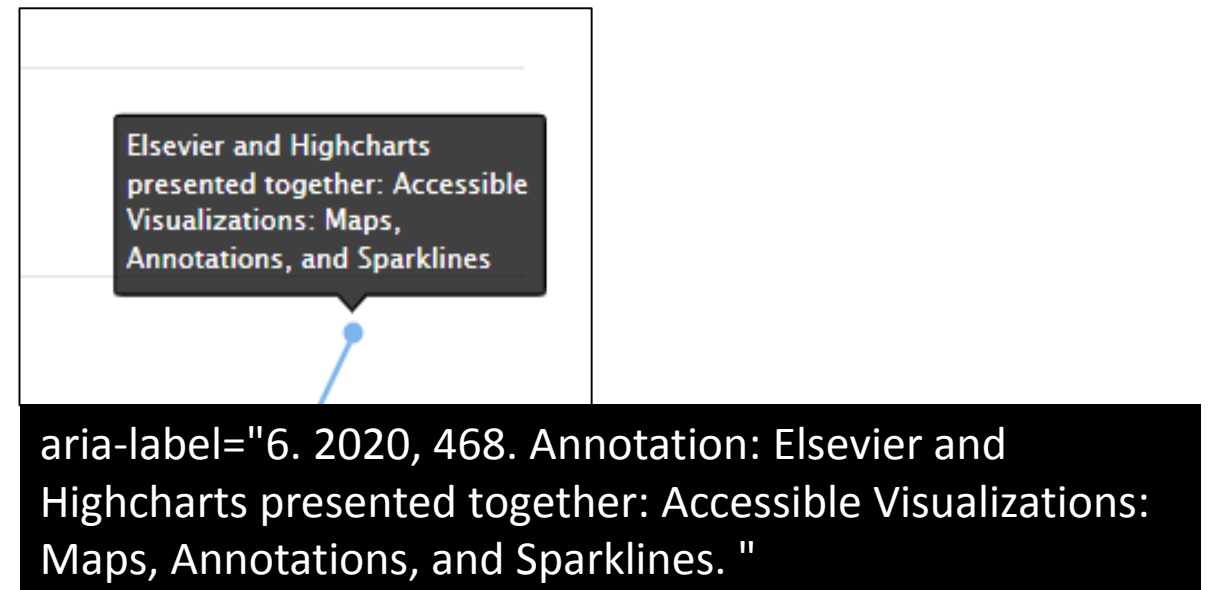 Elsevier and Highcharts
presented together: Accessible
Visualizations: Maps,
Annotations, and Sparklines
aria-label="6. 2020, 468. Annotation: Elsevier and
Highcharts presented together: Accessible Visualizations:
Maps, Annotations, and Sparklines. "